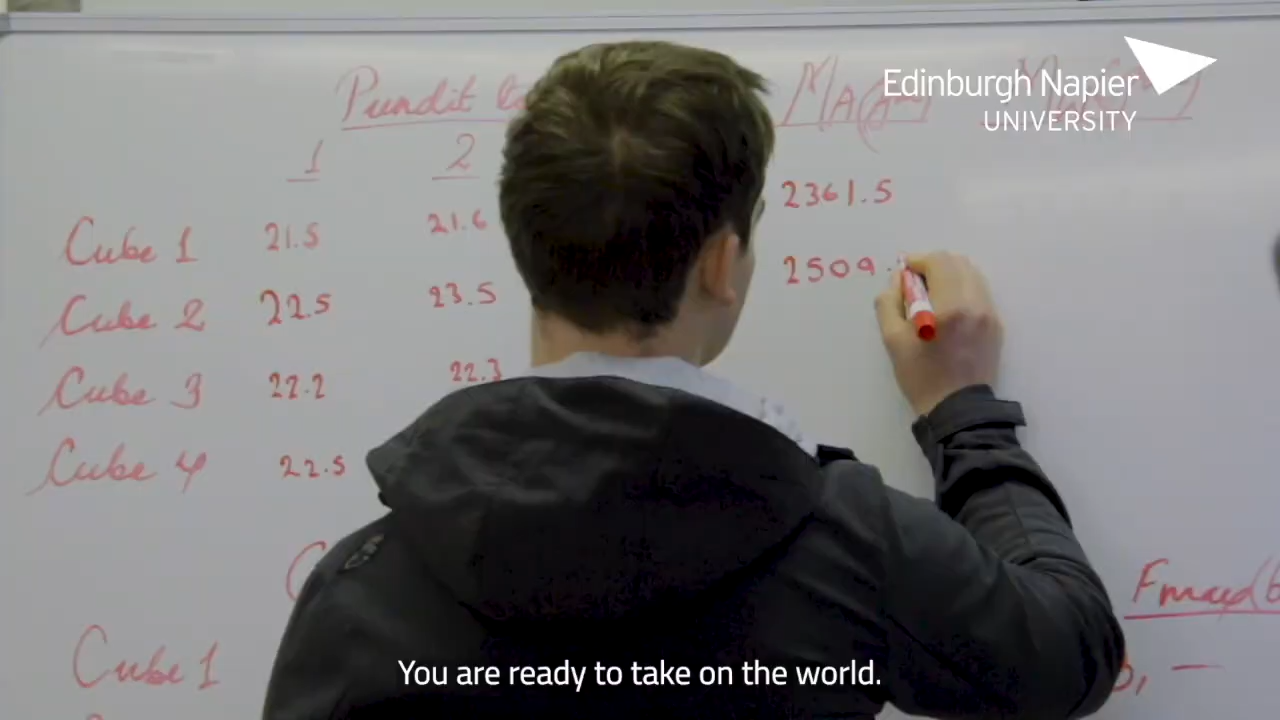 Edinburgh Napier
UNIVERSITY
Pundit
1 2
Cube 1 21.5 21.6 2361.5
Cube 2 22.5 23.5 2509.
Cube 3 22.2 22.3
Cube 4 22.5
Fmax(
Cube 1
You are ready to take on the world.